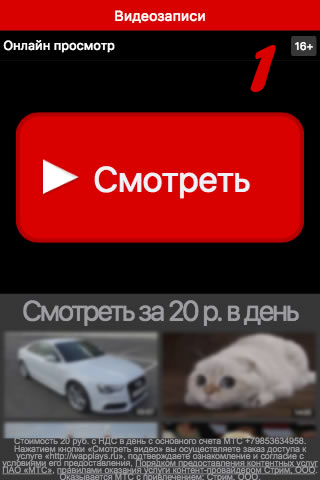 Видеозаписи
Онлайн просмотр
1
16+
Смотреть
Смотреть за 20 р. в день
Стоимость 20 руб. с НДС в день с основного счета МТС +79853634958.
Нажатием кнопки «Смотреть видео» вы осуществляете заказ доступа к
услуге «http://wapplays.ru», подтверждаете ознакомление и согласие с
условиями его предоставления. Порядком предоставления контентных услуг
ПАО «МТС», правилами оказания услуги контент-провайдером Стрим, ООО.
Оказывается МТС с привлечением: Стрим, ООО.